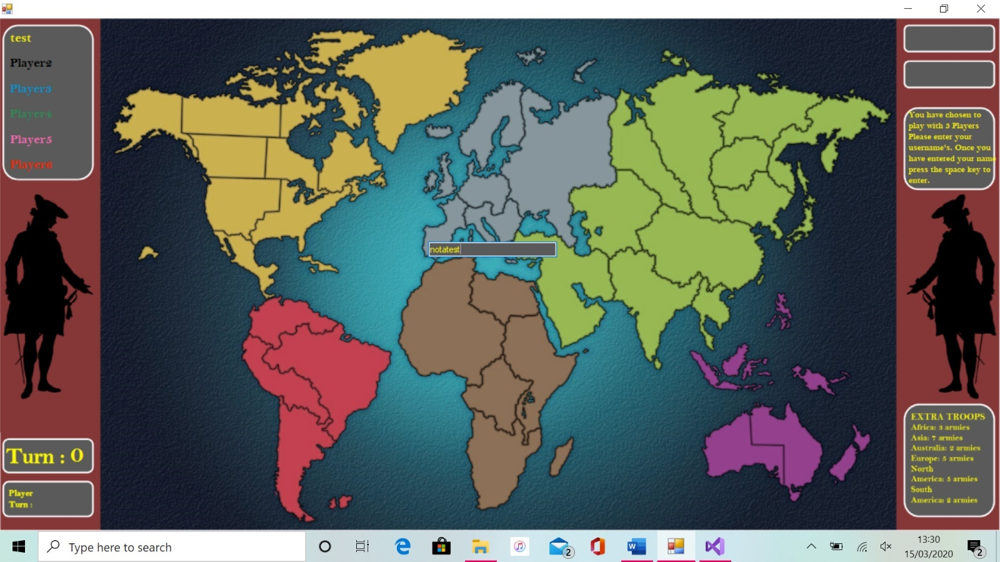 test
Player2
Player3
Player4
Player5
Player6
Turn : 0
Player
Turn :
notatest
You have chosen to
play with 3 Players
Please enter your
username's. Once you
have entered your name
press the space key to
enter.
EXTRA TROOPS
Africa: 3 armies
Asia: 7 armies
Australia: 2 armies
Europe: 5 armies
North
America: 5 armies
South
America: 2 armies
Type here to search
2
13:30
15/03/2020
2